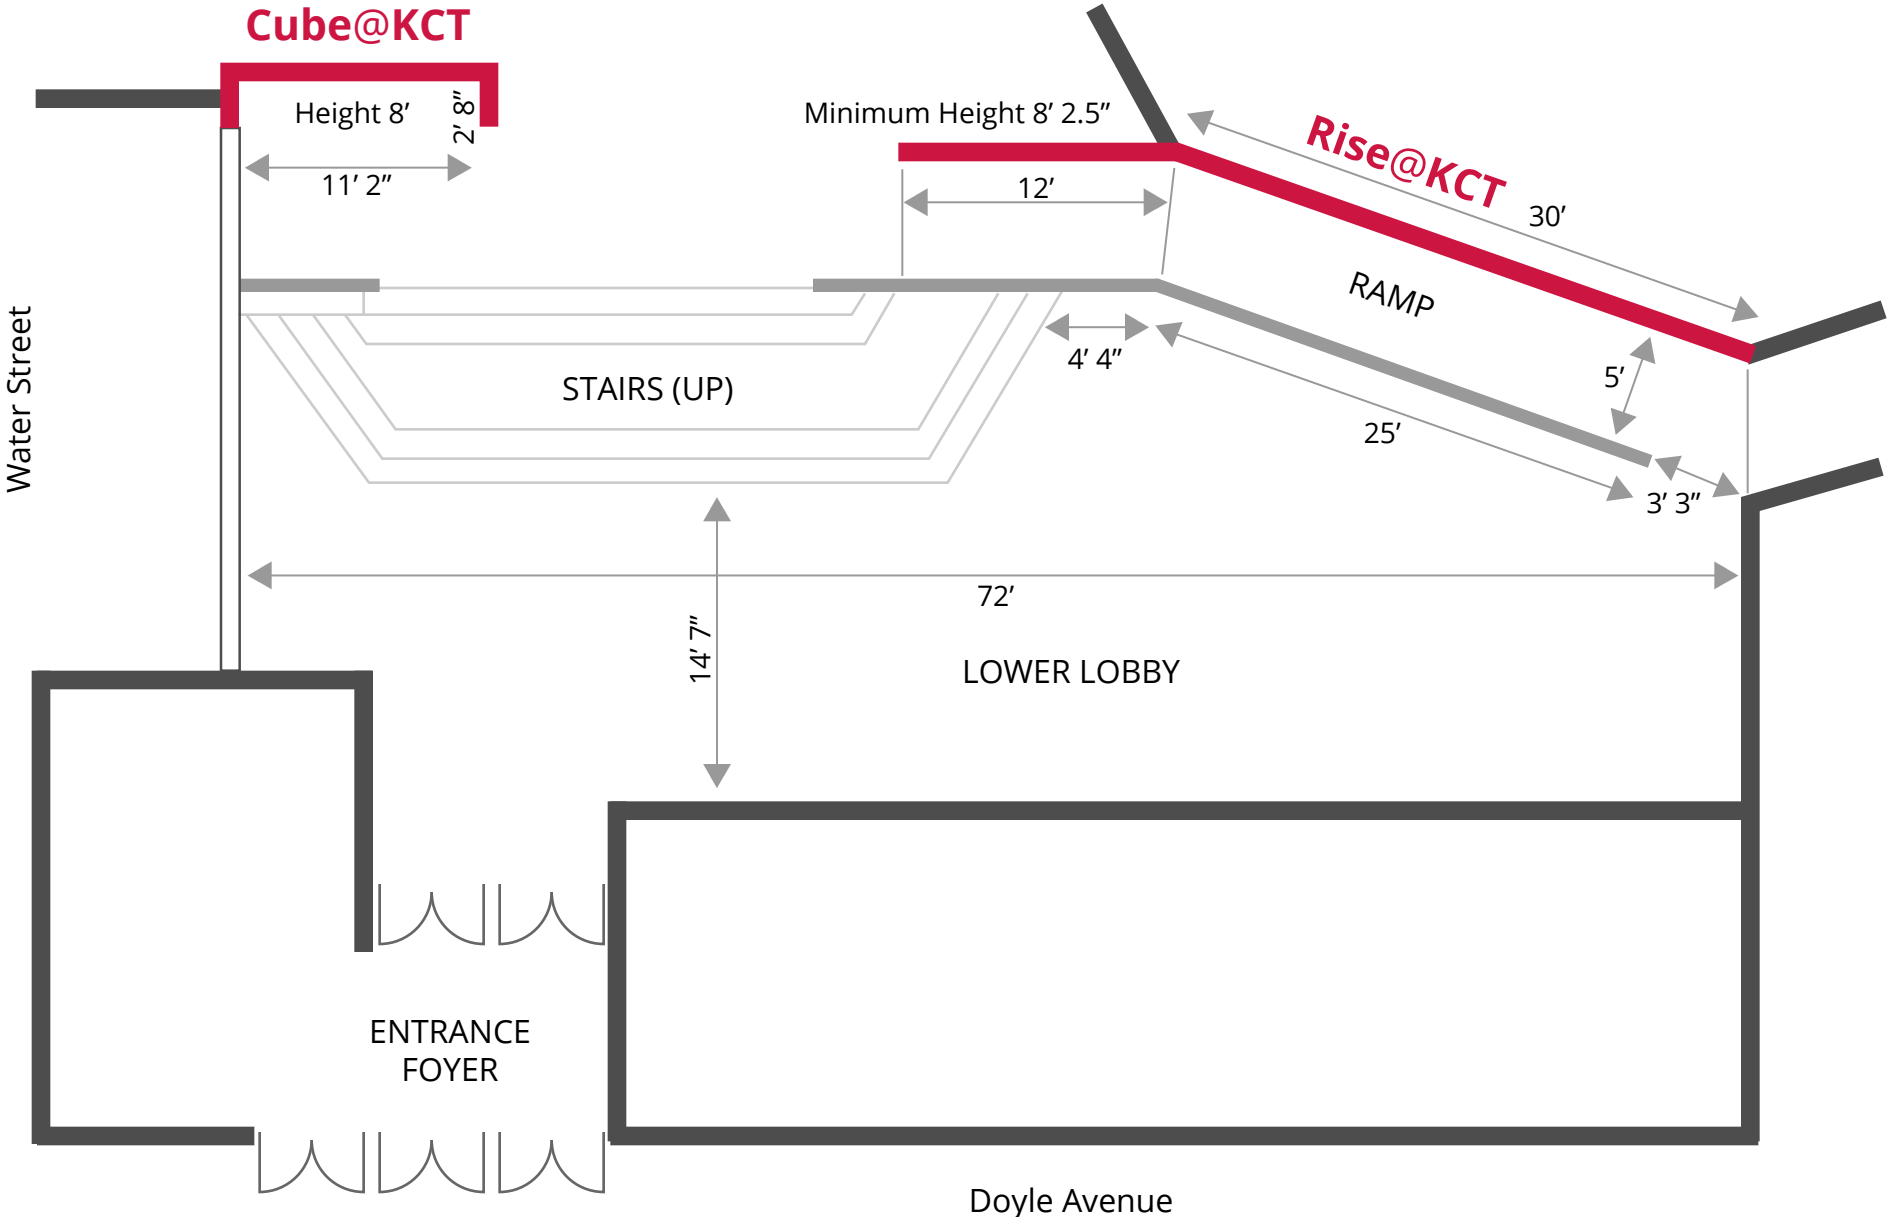 Cube@KCT
Height 8’
2’ 8”
11’ 2”
Minimum Height 8’ 2.5”
12’
Rise@KCT
30’
RAMP
5’
4’ 4”
25’
3’ 3”
STAIRS (UP)
Water Street
72’
14’ 7”
LOWER LOBBY
ENTRANCE
FOYER
Doyle Avenue